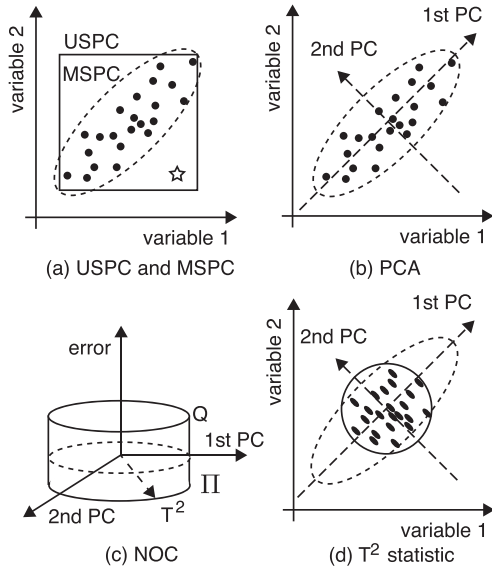 variable 2
USPC
MSPC
variable 1
(a) USPC and MSPC
variable 2
1st PC
2nd PC
variable 1
(b) PCA
error
Q
1st PC
Π
2nd PC
T²
(c) NOC
variable 2
1st PC
2nd PC
variable 1
(d) T² statistic